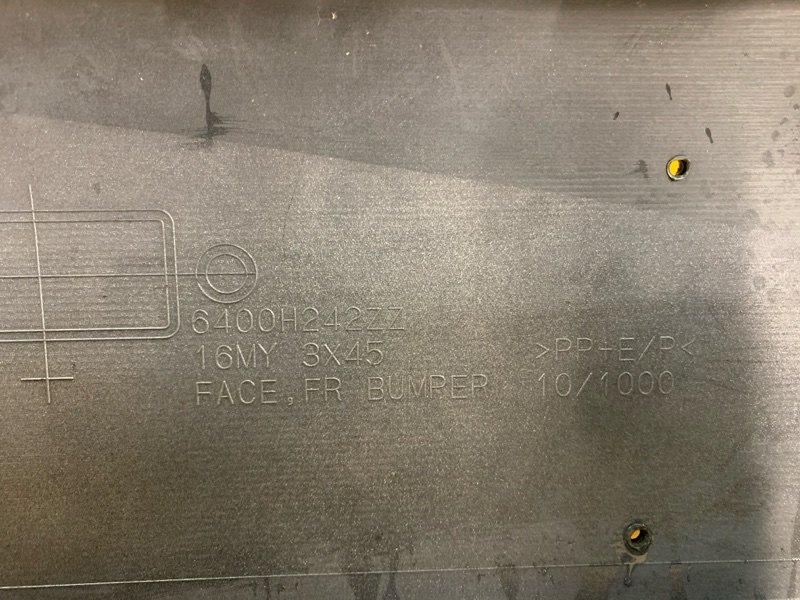 6400H242ZZ
16MY 3X45
FACE,FR BUMPER
>PP+E/P<
10/1000